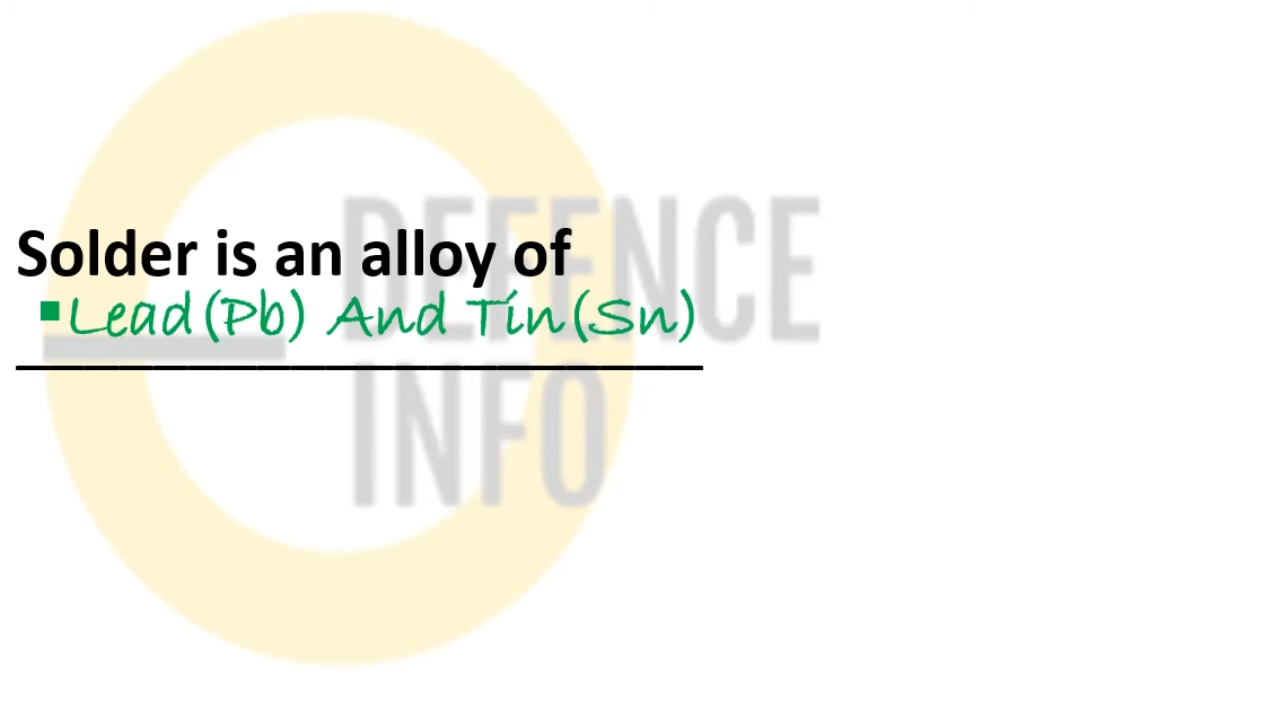 DEFENCE
Solder is an alloy of
▪Lead(Pb) And Tin(Sn)
INFO